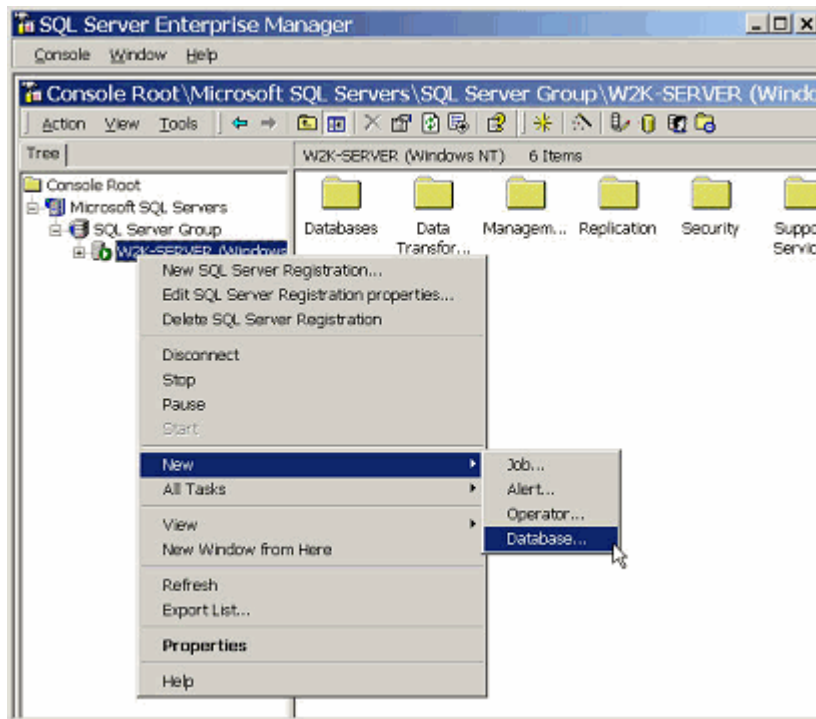 SQL Server Enterprise Manager
Console Window Help
Console Root\Microsoft SQL Servers\SQL Server Group\W2K-SERVER (Windo
Action View Tools
Tree
W2K-SERVER (Windows NT) 6 Items
Console Root
Microsoft SQL Servers
SQL Server Group
W2K-SERVER (Windows
Databases
Data Transfor...
Managem...
Replication
Security
Suppo
Servic
New SQL Server Registration...
Edit SQL Server Registration properties...
Delete SQL Server Registration
Disconnect
Stop
Pause
Start
New
All Tasks
View
New Window from Here
Refresh
Export List...
Properties
Help
Job...
Alert...
Operator...
Database...